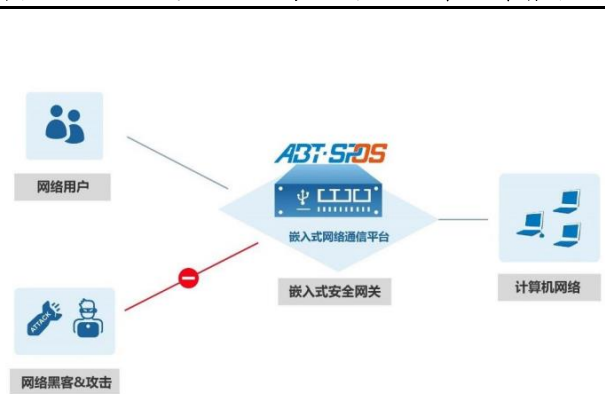 ABT·SPOS
网络用户
嵌入式网络通信平台
嵌入式安全网关
计算机网络
ATTACK
网络黑客&攻击